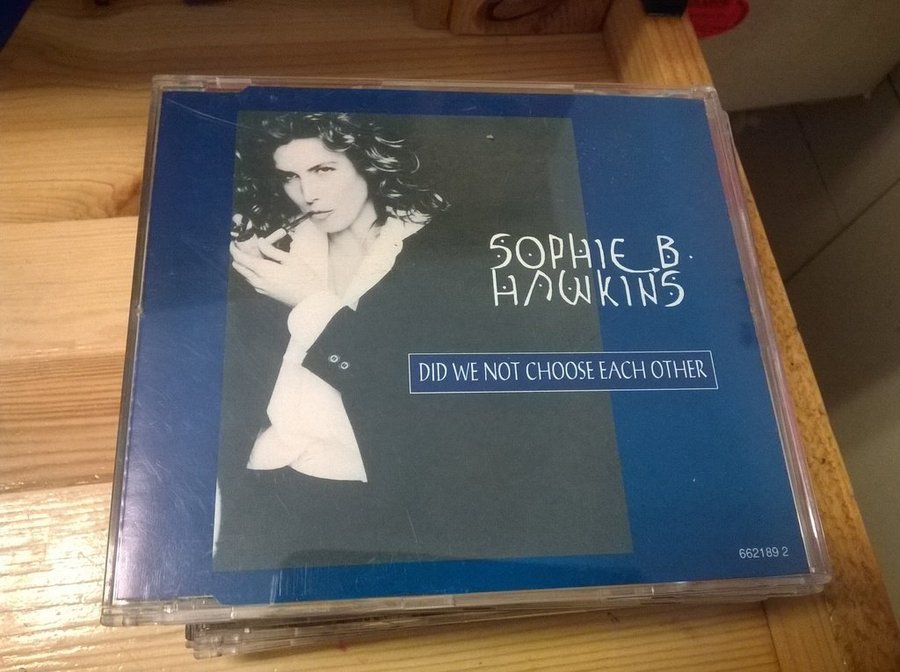 SOPHIE B.
HAWKINS
DID WE NOT CHOOSE EACH OTHER
662189 2